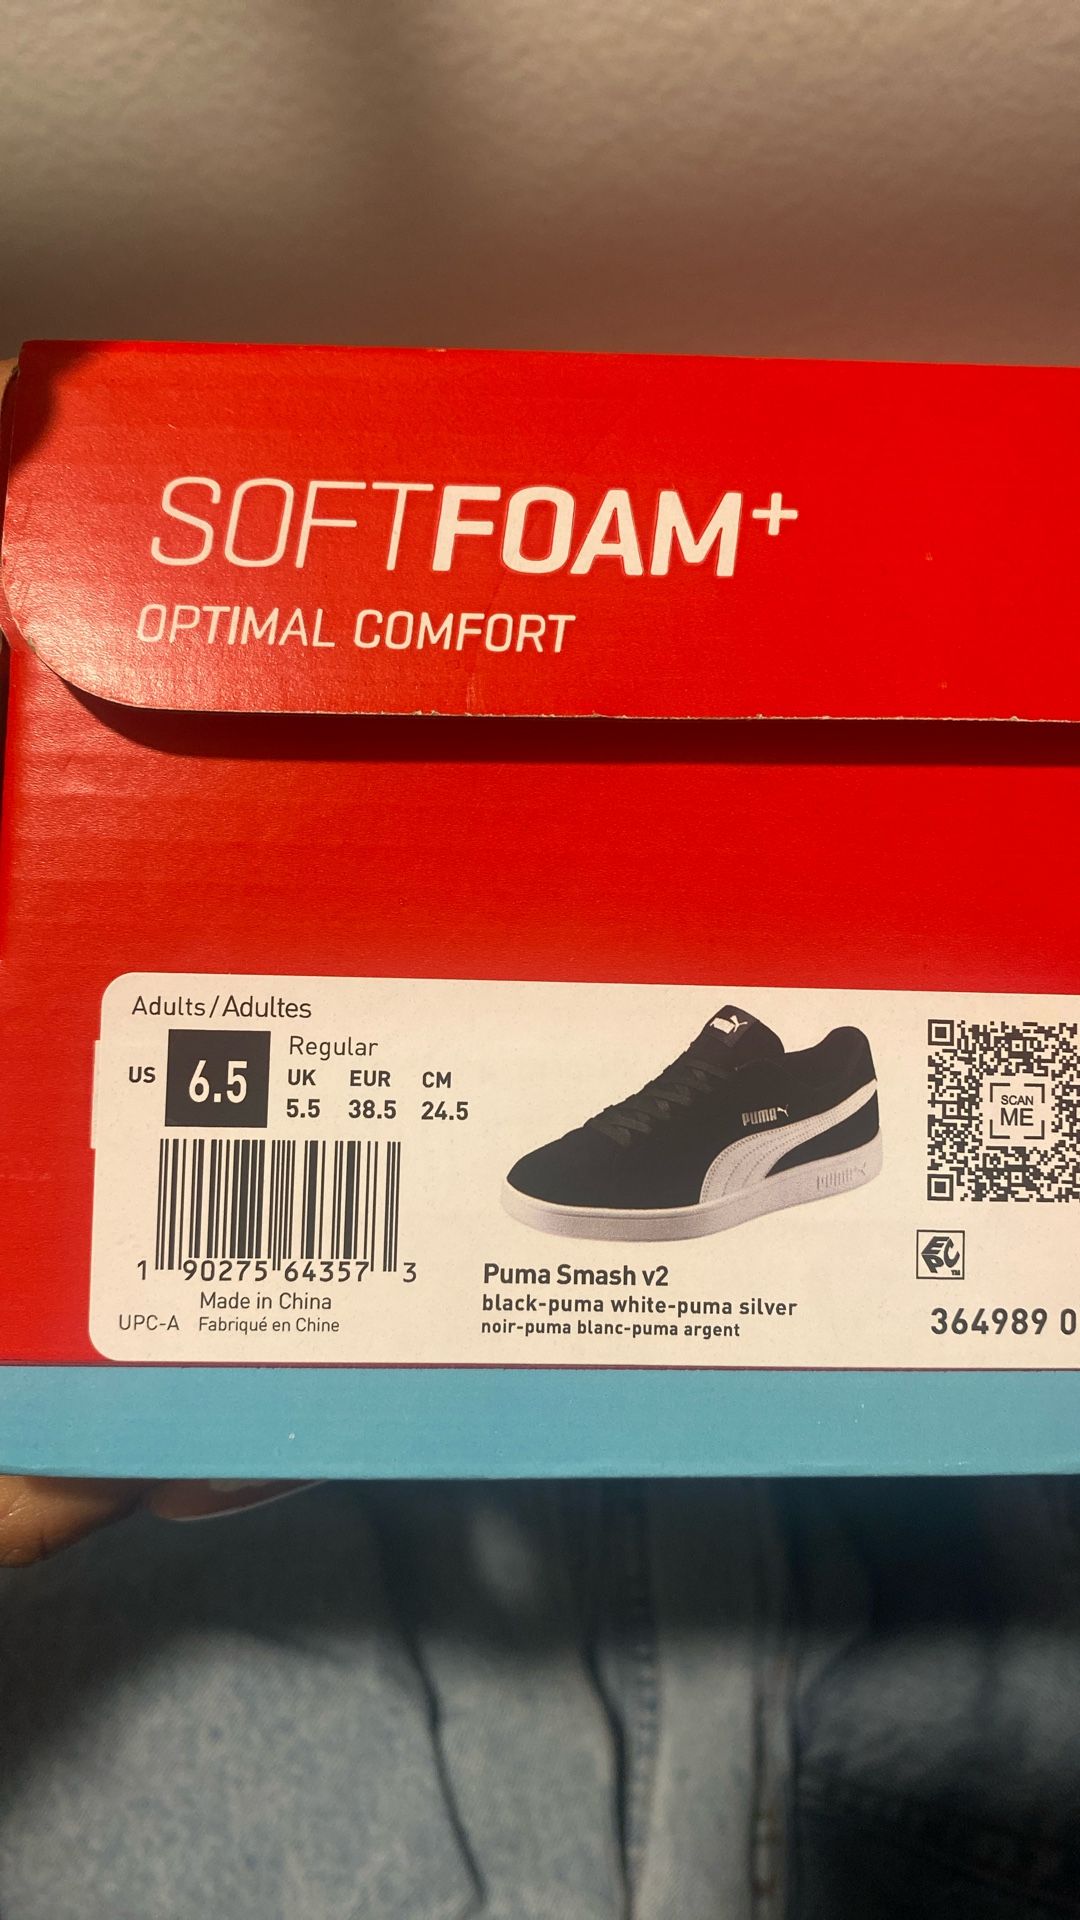 SOFTFOAM+
OPTIMAL COMFORT
Adults/Adultes
US 6.5 Regular
UK EUR CM
5.5 38.5 24.5
PUMA
SCAN
ME
1 90275 64357 3
Made in China
UPC-A Fabriqué en Chine
Puma Smash v2
black-puma white-puma silver
noir-puma blanc-puma argent
EPC
364989 0